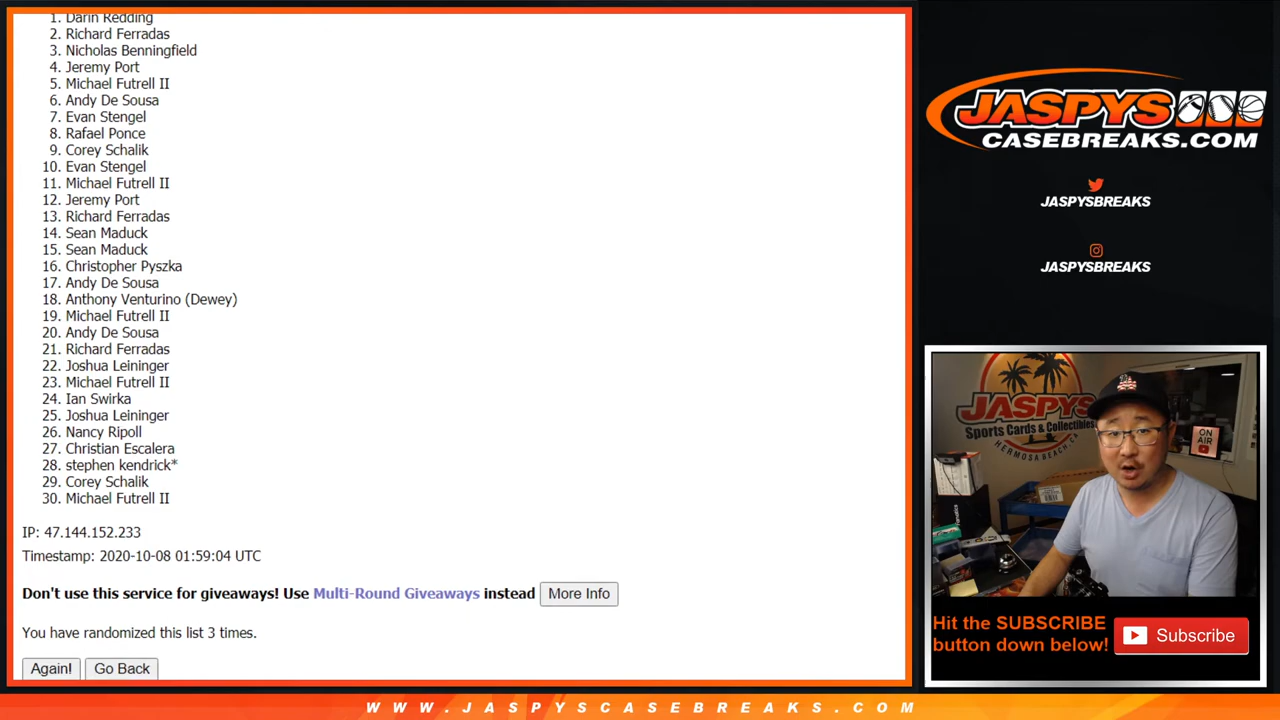 1. Darin Redding
2. Richard Ferradas
3. Nicholas Benningfield
4. Jeremy Port
5. Michael Futrell II
6. Andy De Sousa
7. Evan Stengel
8. Rafael Ponce
9. Corey Schalik
10. Evan Stengel
11. Michael Futrell II
12. Jeremy Port
13. Richard Ferradas
14. Sean Maduck
15. Sean Maduck
16. Christopher Pyszka
17. Andy De Sousa
18. Anthony Venturino (Dewey)
19. Michael Futrell II
20. Andy De Sousa
21. Richard Ferradas
22. Joshua Leininger
23. Michael Futrell II
24. Ian Swirka
25. Joshua Leininger
26. Nancy Ripoll
27. Christian Escalera
28. stephen kendrick*
29. Corey Schalik
30. Michael Futrell II
IP: 47.144.152.233
Timestamp: 2020-10-08 01:59:04 UTC
Don't use this service for giveaways! Use Multi-Round Giveaways instead More Info
You have randomized this list 3 times.
Again! Go Back
JASPYS
CASEBREAKS.COM
JASPYSBREAKS
JASPYSBREAKS
JASPYS
Sports Cards & Collectibles
HERMOSA BEACH, CA
ON
AIR
Hit the SUBSCRIBE
button down below!
Subscribe
WWW.JASPYSCASEBREAKS.COM